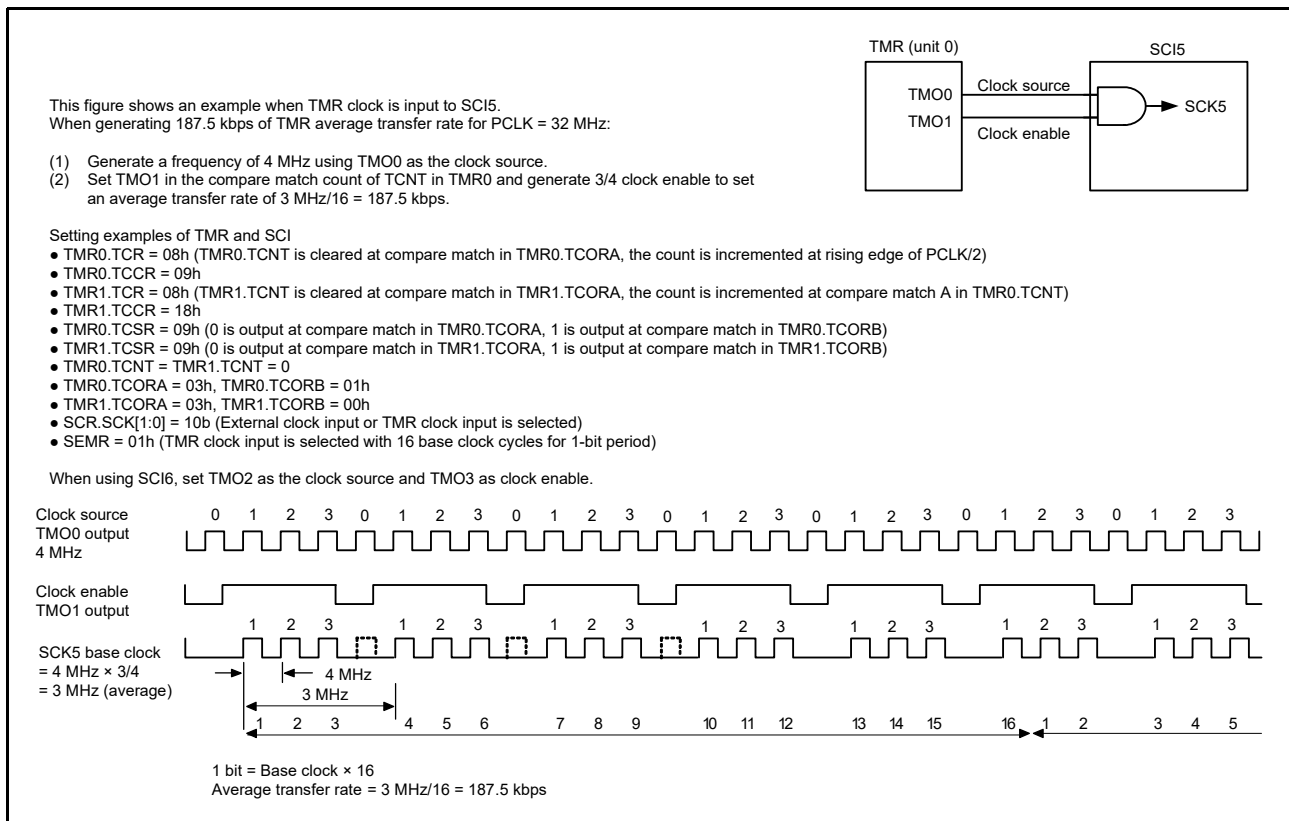 TMR (unit 0)
SCI5
TMO0
Clock source
SCK5
TMO1
Clock enable
This figure shows an example when TMR clock is input to SCI5.
When generating 187.5 kbps of TMR average transfer rate for PCLK = 32 MHz:
(1) Generate a frequency of 4 MHz using TMO0 as the clock source.
(2) Set TMO1 in the compare match count of TCNT in TMR0 and generate 3/4 clock enable to set
an average transfer rate of 3 MHz/16 = 187.5 kbps.
Setting examples of TMR and SCI
● TMR0.TCR = 08h (TMR0.TCNT is cleared at compare match in TMR0.TCORA, the count is incremented at rising edge of PCLK/2)
● TMR0.TCCR = 09h
● TMR1.TCR = 08h (TMR1.TCNT is cleared at compare match in TMR1.TCORA, the count is incremented at compare match A in TMR0.TCNT)
● TMR1.TCCR = 18h
● TMR0.TCSR = 09h (0 is output at compare match in TMR0.TCORA, 1 is output at compare match in TMR0.TCORB)
● TMR1.TCSR = 09h (0 is output at compare match in TMR1.TCORA, 1 is output at compare match in TMR1.TCORB)
● TMR0.TCNT = TMR1.TCNT = 0
● TMR0.TCORA = 03h, TMR0.TCORB = 01h
● TMR1.TCORA = 03h, TMR1.TCORB = 00h
● SCR.SCK[1:0] = 10b (External clock input or TMR clock input is selected)
● SEMR = 01h (TMR clock input is selected with 16 base clock cycles for 1-bit period)
When using SCI6, set TMO2 as the clock source and TMO3 as clock enable.
Clock source
TMO0 output
4 MHz
0 1 2 3 0 1 2 3 0 1 2 3 0 1 2 3 0 1 2 3 0 1 2 3 0 1 2 3
Clock enable
TMO1 output
1 2 3 1 2 3 1 2 3 1 2 3 1 2 3 1 2 3 1 2 3
SCK5 base clock
= 4 MHz × 3/4
= 3 MHz (average)
4 MHz
3 MHz
1 2 3 4 5 6 7 8 9 10 11 12 13 14 15 16 1 2 3 4 5
1 bit = Base clock × 16
Average transfer rate = 3 MHz/16 = 187.5 kbps